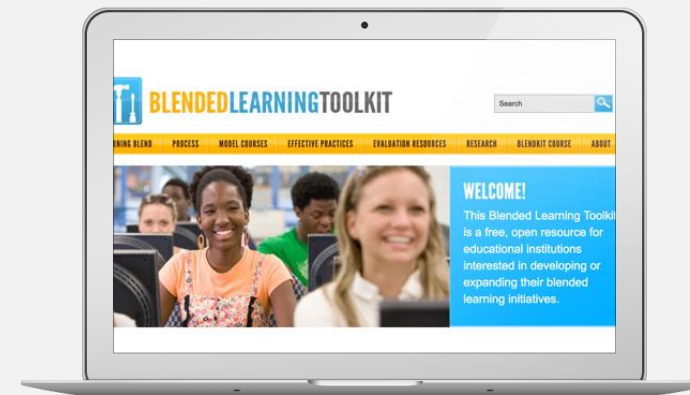 BLENDEDLEARNINGTOOLKIT
Search
RNING BLEND PROCESS MODEL COURSES EFFECTIVE PRACTICES EVALUATION RESOURCES RESEARCH BLENDKIT COURSE ABOUT
WELCOME!
This Blended Learning Toolki
is a free, open resource for
educational institutions
interested in developing or
expanding their blended
learning initiatives.